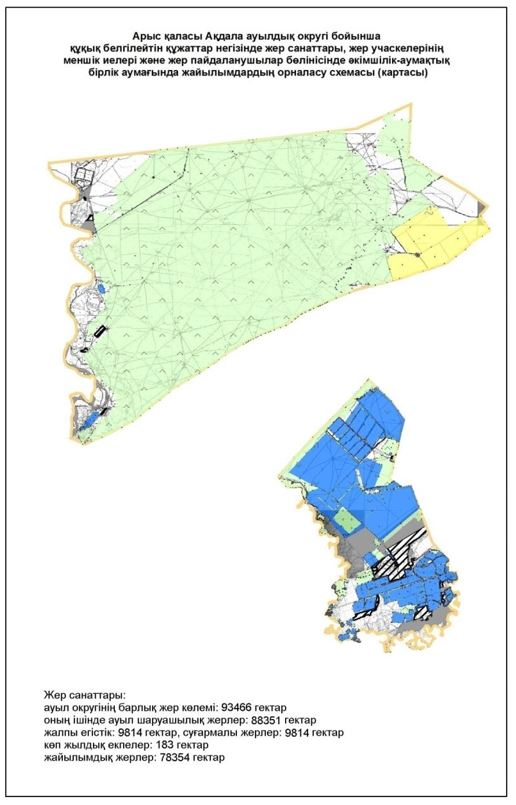 Арыс қаласы Ақдала ауылдық округі бойынша
құқық белгілейтін құжаттар негізінде жер санаттары, жер учаскелерінің
меншік иелері және жер пайдаланушылар бөлінісінде әкімшілік-аумақтық
бірлік аумағында жайылымдардың орналасу схемасы (картасы)
Жер санаттары:
ауыл округінің барлық жер көлемі: 93466 гектар
оның ішінде ауыл шаруашылық жерлер: 88351 гектар
жалпы егістік: 9814 гектар, суғармалы жерлер: 9814 гектар
көп жылдық екпелер: 183 гектар
жайылымдық жерлер: 78354 гектар